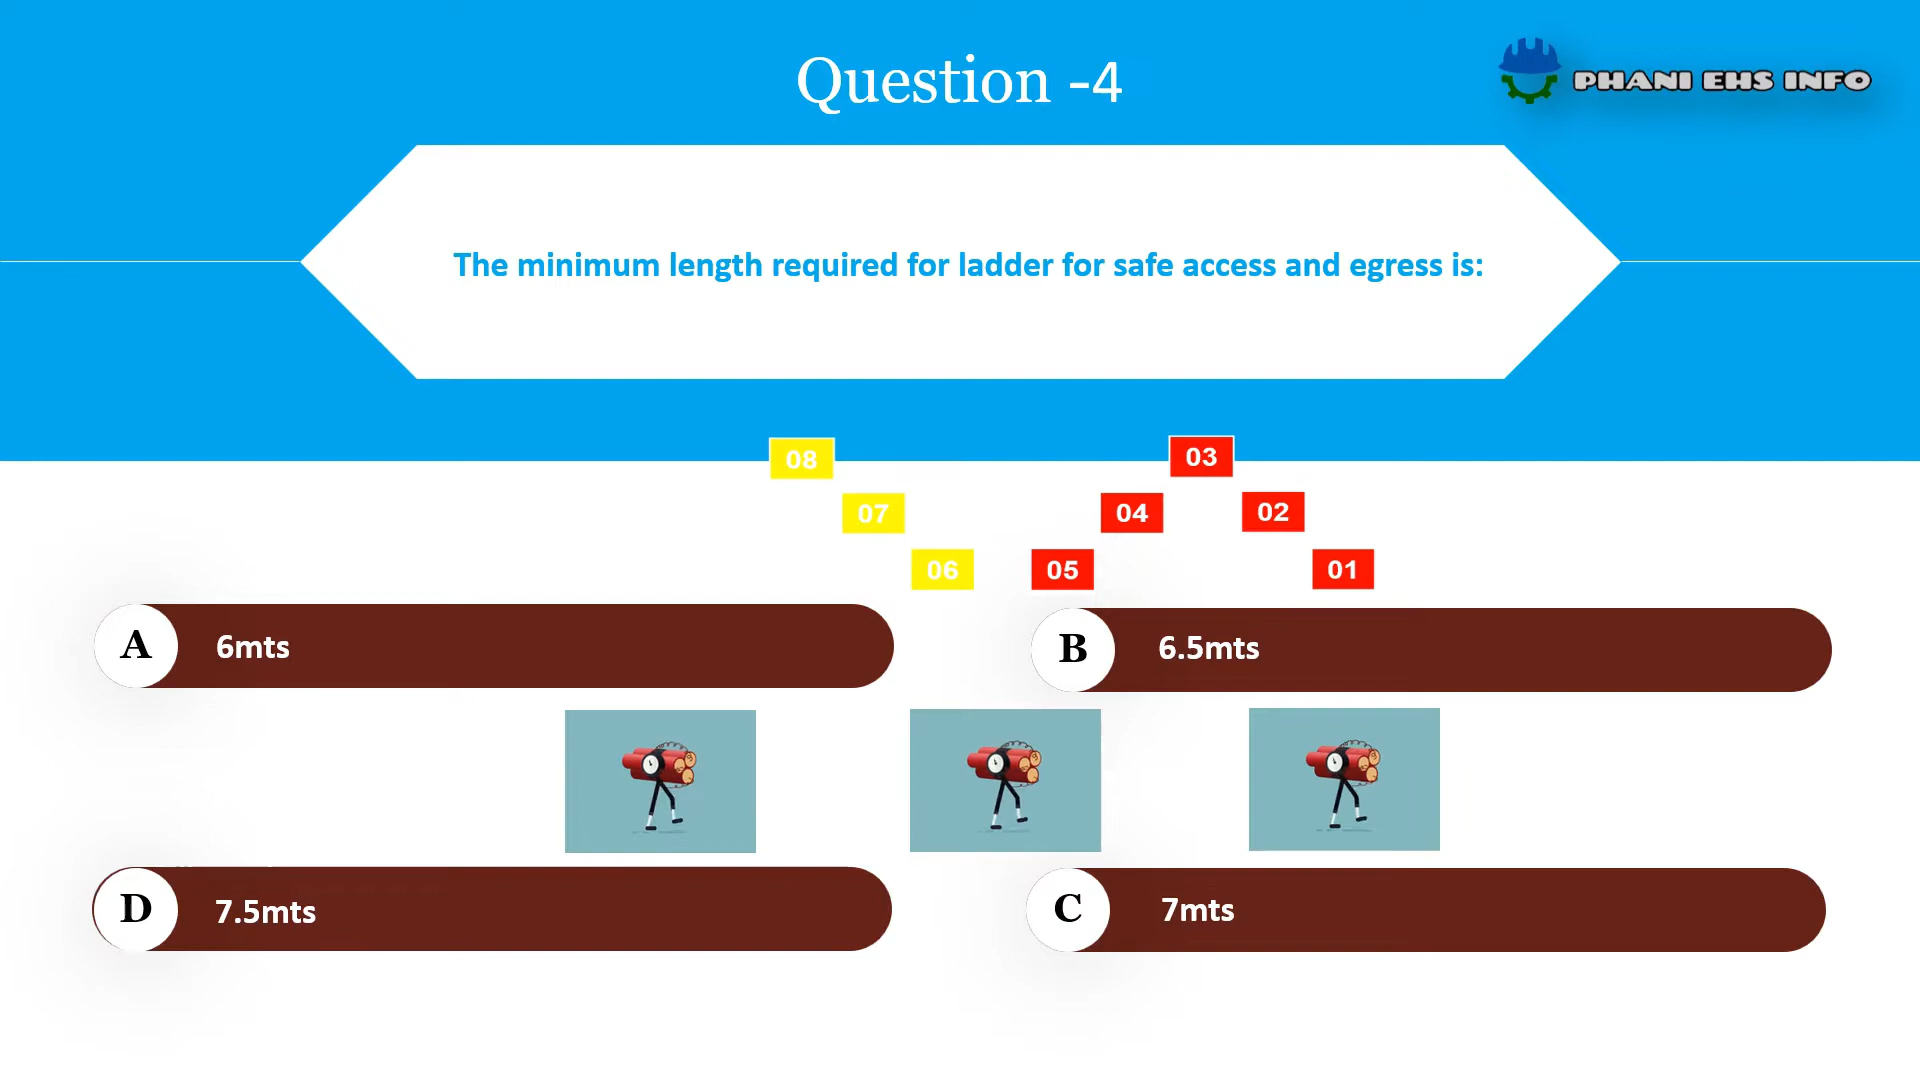 Question -4
PHANI EHS INFO
The minimum length required for ladder for safe access and egress is:
08
03
07
04
02
06
05
01
A
6mts
B
6.5mts
D
7.5mts
C
7mts